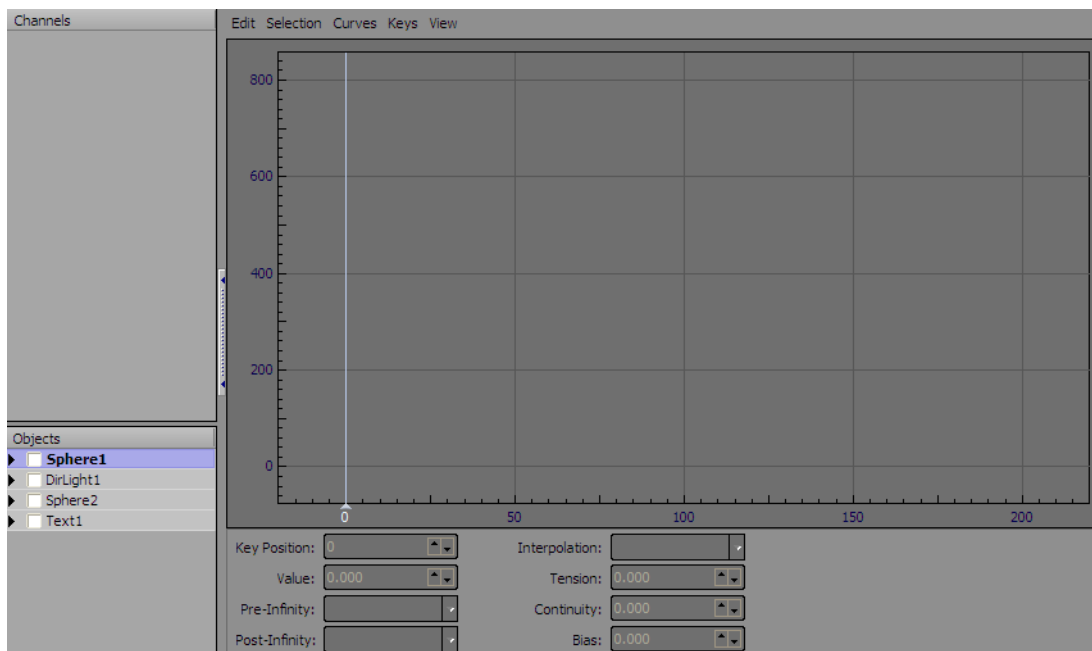 Channels
Edit Selection Curves Keys View
800
600
400
200
0
0 50 100 150 200
Objects
Sphere1
DirLight1
Sphere2
Text1
Key Position: 0
Interpolation:
Value: 0.000
Tension: 0.000
Pre-Infinity:
Continuity: 0.000
Post-Infinity:
Bias: 0.000